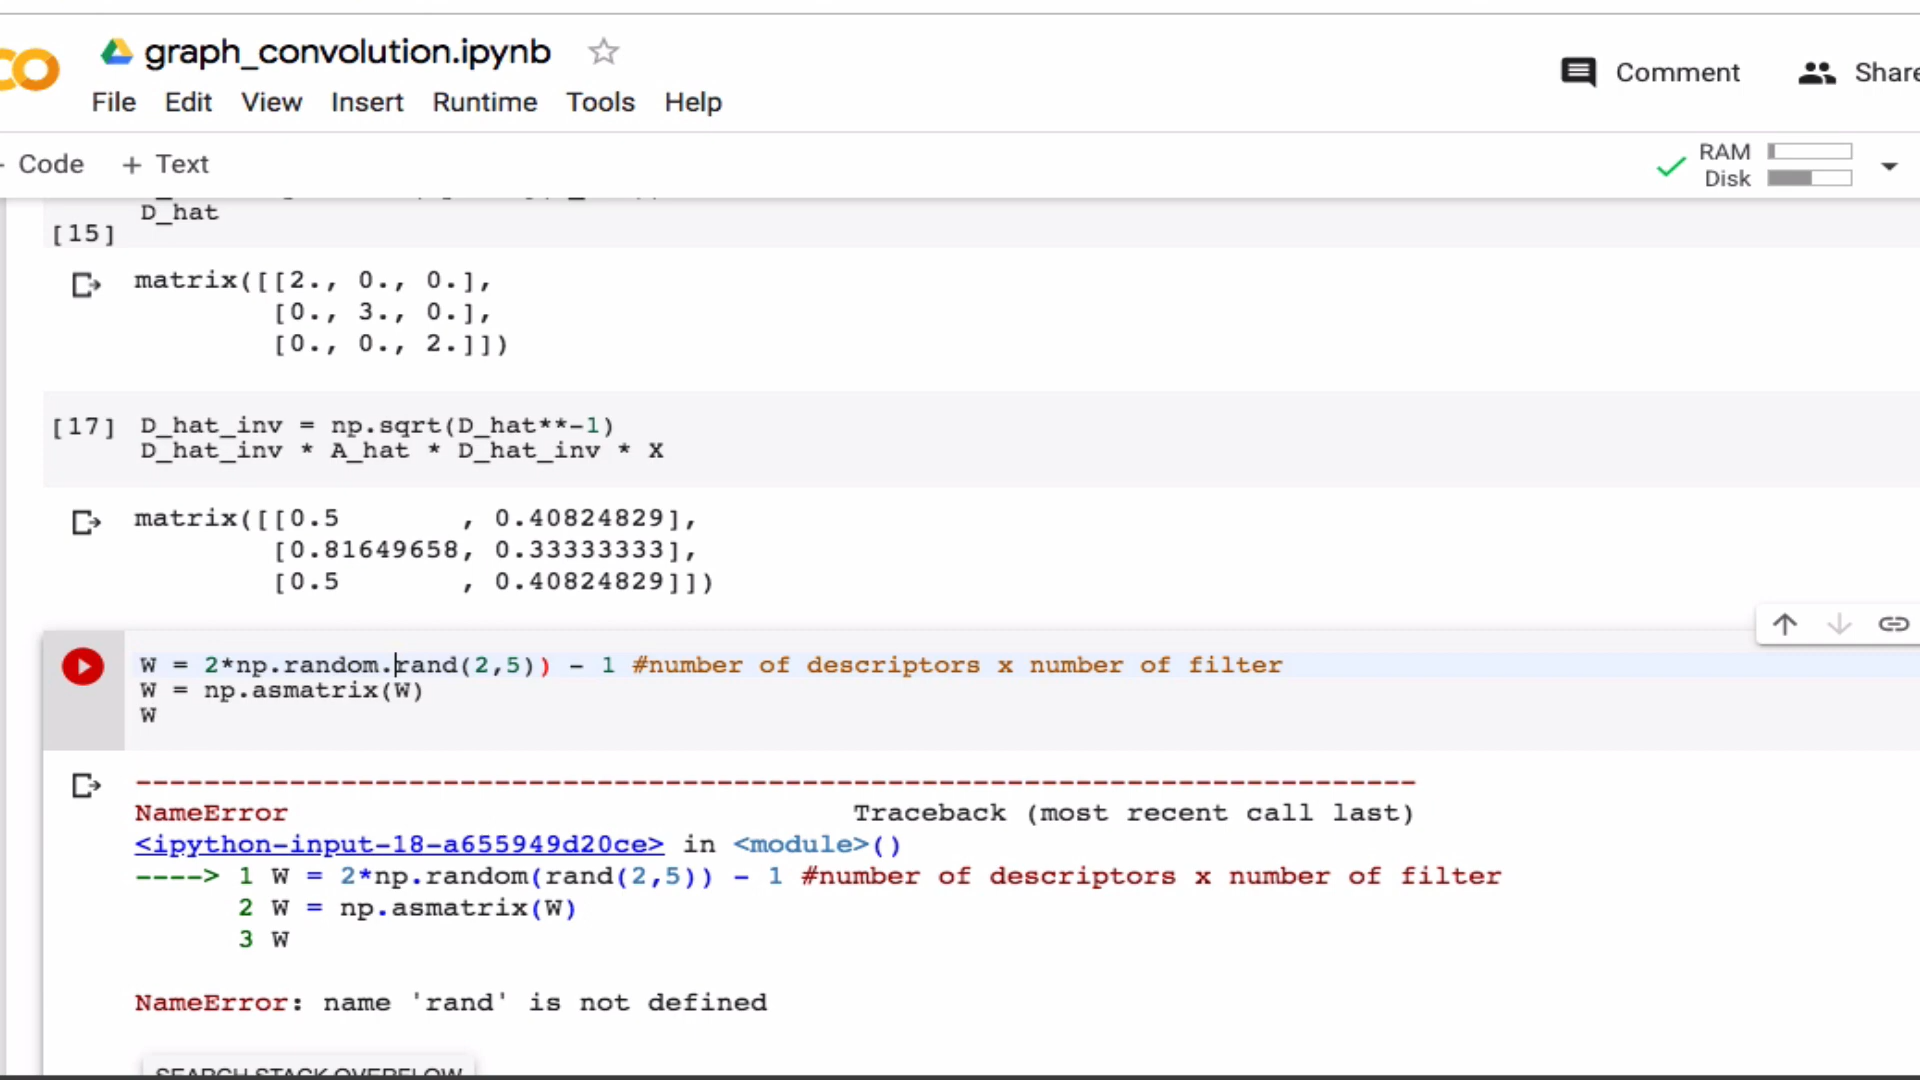 graph_convolution.ipynb
Comment
Share
File Edit View Insert Runtime Tools Help
Code + Text
RAM
Disk
D_hat
[15]
matrix([[2., 0., 0.],
[0., 3., 0.],
[0., 0., 2.]])
[17] D_hat_inv = np.sqrt(D_hat**-1)
D_hat_inv * A_hat * D_hat_inv * X
matrix([[0.5 , 0.40824829],
[0.81649658, 0.33333333],
[0.5 , 0.40824829]])
W = 2*np.random.rand(2,5)) - 1 #number of descriptors x number of filter
W = np.asmatrix(W)
W
--------------------------------------------------------------------------
NameError Traceback (most recent call last)
<ipython-input-18-a655949d20ce> in <module>()
----> 1 W = 2*np.random(rand(2,5)) - 1 #number of descriptors x number of filter
2 W = np.asmatrix(W)
3 W
NameError: name 'rand' is not defined
SEARCH STACK OVERFLOW